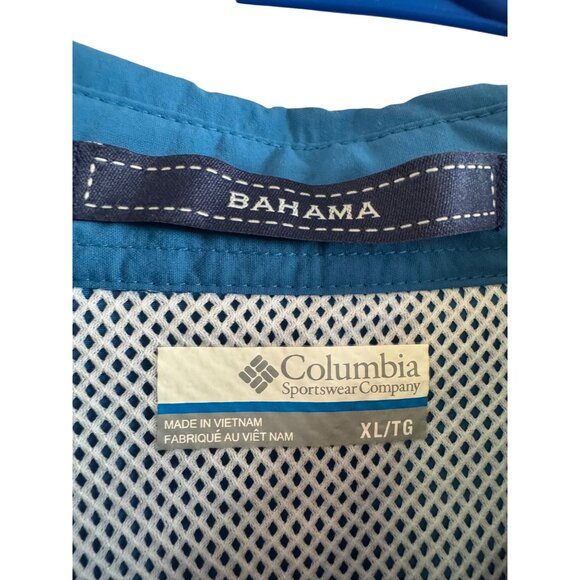 BAHAMA
Columbia
Sportswear Company
MADE IN VIETNAM
FABRIQUÉ AU VIÊT NAM
XL/TG